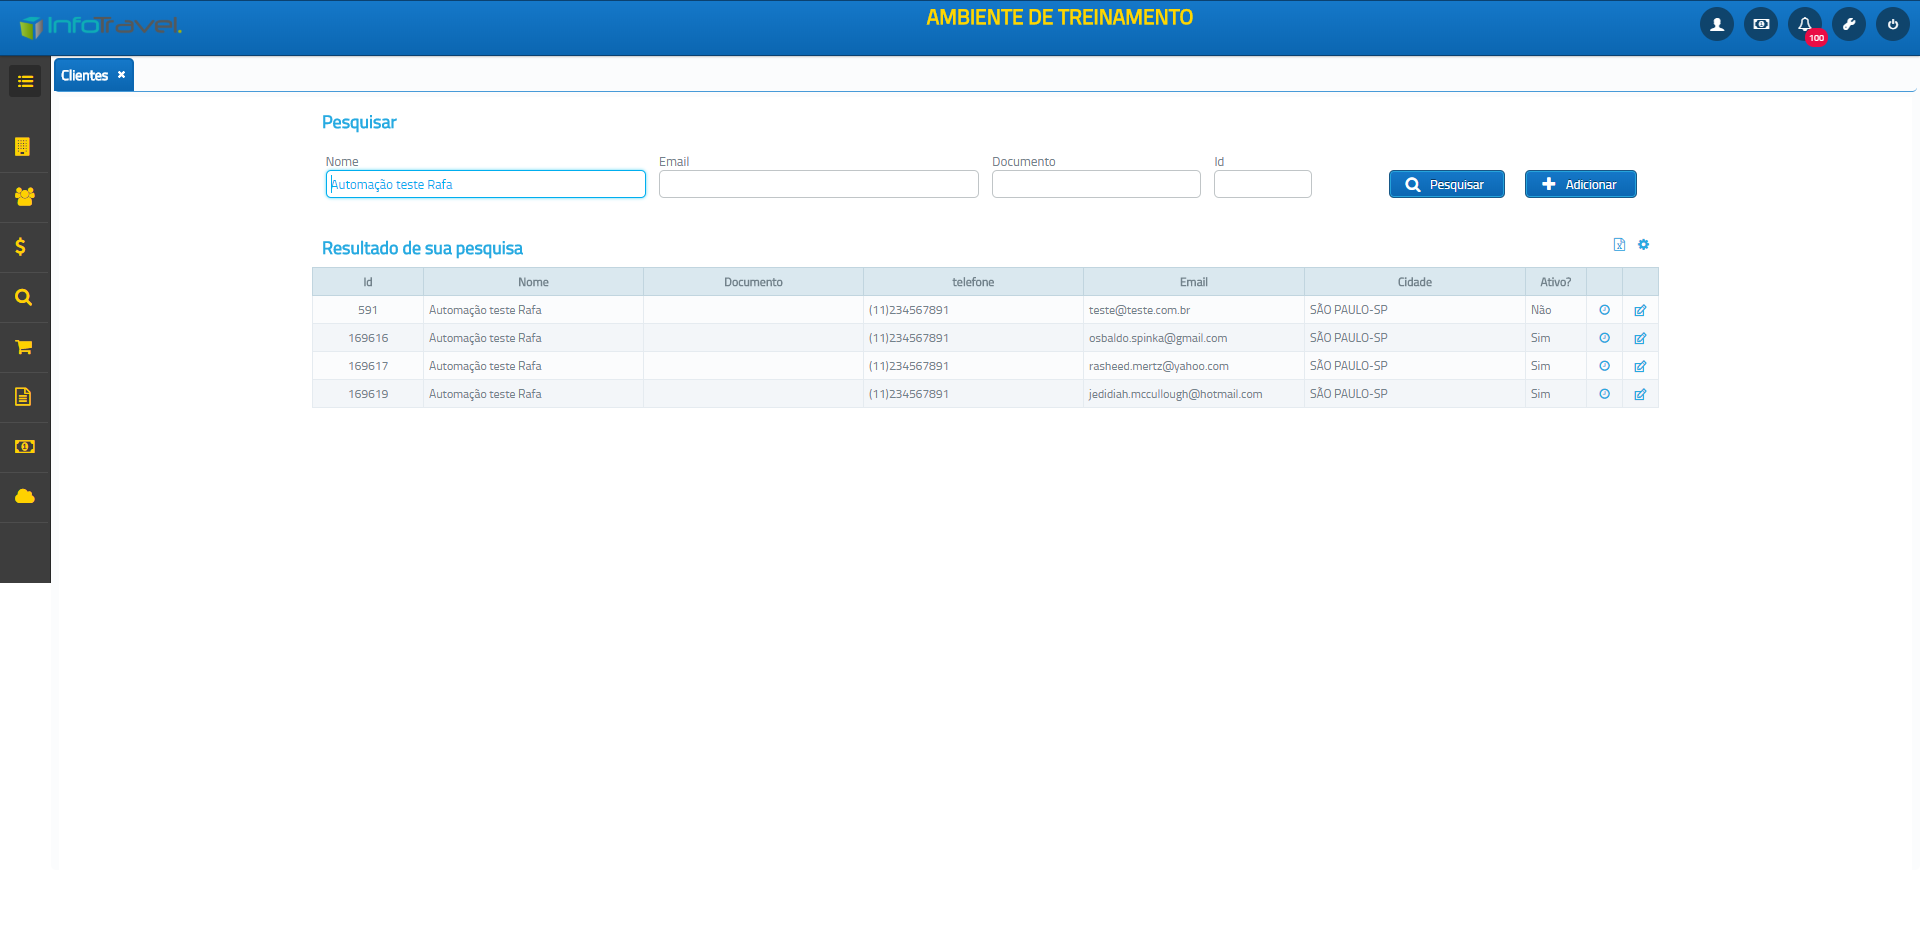 InfoTravel.
AMBIENTE DE TREINAMENTO
100
Clientes
Pesquisar
Nome Email Documento Id
Automação teste Rafa Pesquisar Adicionar
Resultado de sua pesquisa
Id Nome Documento telefone Email Cidade Ativo?
591 Automação teste Rafa (11)234567891 teste@teste.com.br SÃO PAULO-SP Não
169616 Automação teste Rafa (11)234567891 osbaldo.spinka@gmail.com SÃO PAULO-SP Sim
169617 Automação teste Rafa (11)234567891 rasheed.mertz@yahoo.com SÃO PAULO-SP Sim
169619 Automação teste Rafa (11)234567891 jedidiah.mccullough@hotmail.com SÃO PAULO-SP Sim